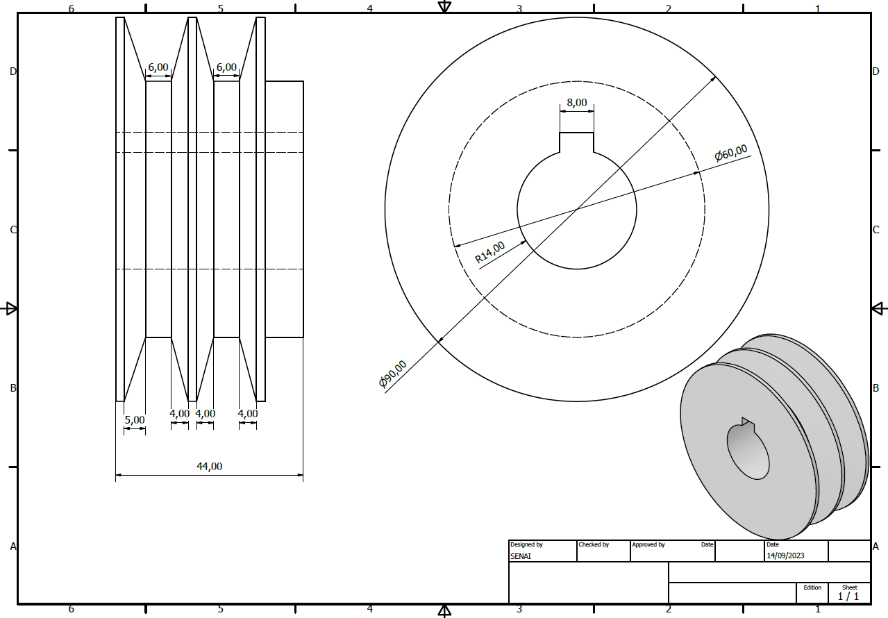 6 5 4 3 2 1
D D
6,00 6,00
8,00
Ø60,00
C C
R14,00
Ø90,00
B B
5,00 4,00 4,00 4,00
44,00
A A
Designed by Checked by Approved by Date Date
SENAI 14/09/2023
Edition Sheet
1 / 1
6 5 4 3 2 1